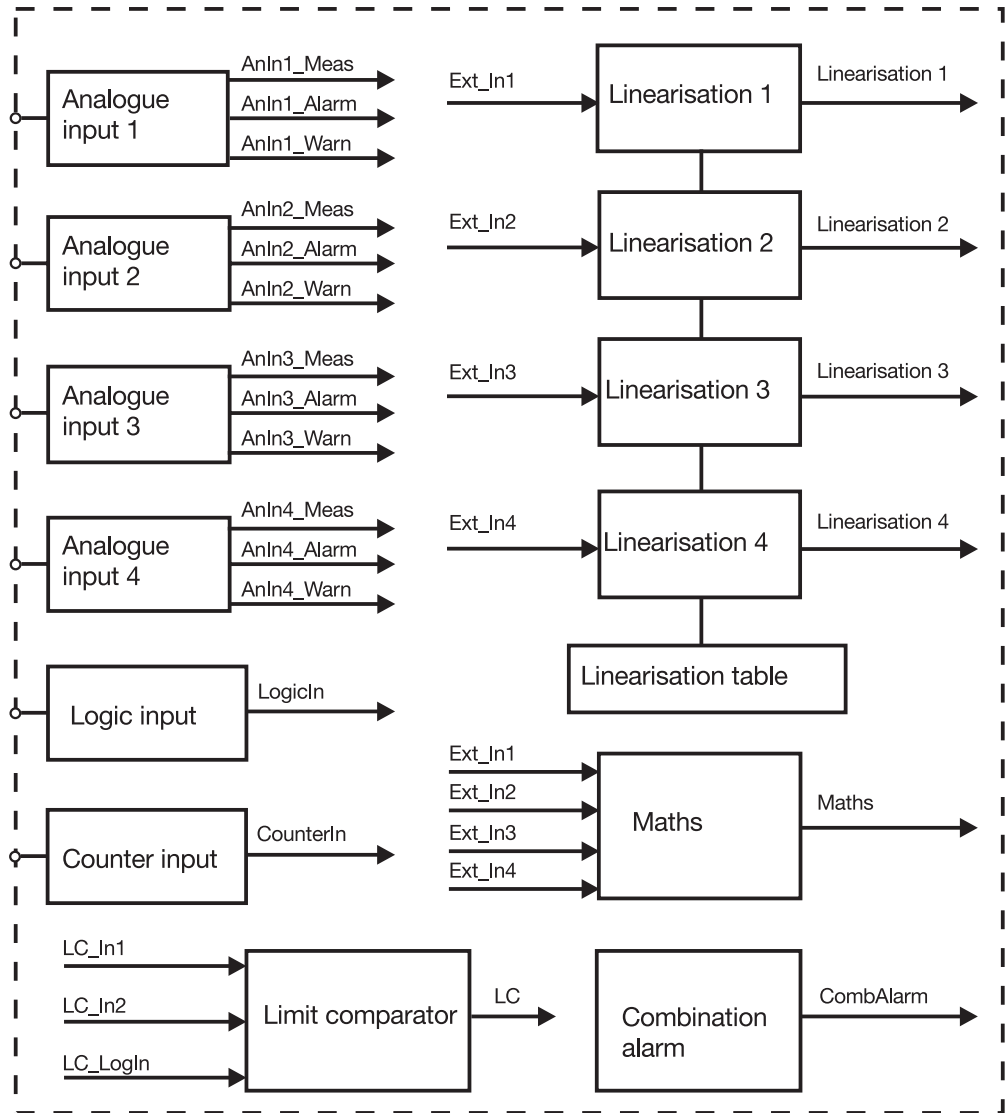 Analogue
input 1
AnIn1_Meas
AnIn1_Alarm
AnIn1_Warn
Ext_In1
Linearisation 1
Linearisation 1
Analogue
input 2
AnIn2_Meas
AnIn2_Alarm
AnIn2_Warn
Ext_In2
Linearisation 2
Linearisation 2
Analogue
input 3
AnIn3_Meas
AnIn3_Alarm
AnIn3_Warn
Ext_In3
Linearisation 3
Linearisation 3
Analogue
input 4
AnIn4_Meas
AnIn4_Alarm
AnIn4_Warn
Ext_In4
Linearisation 4
Linearisation 4
Linearisation table
Logic input
LogicIn
Counter input
CounterIn
Ext_In1
Ext_In2
Ext_In3
Ext_In4
Maths
Maths
LC_In1
LC_In2
LC_LogIn
Limit comparator
LC
Combination
alarm
CombAlarm